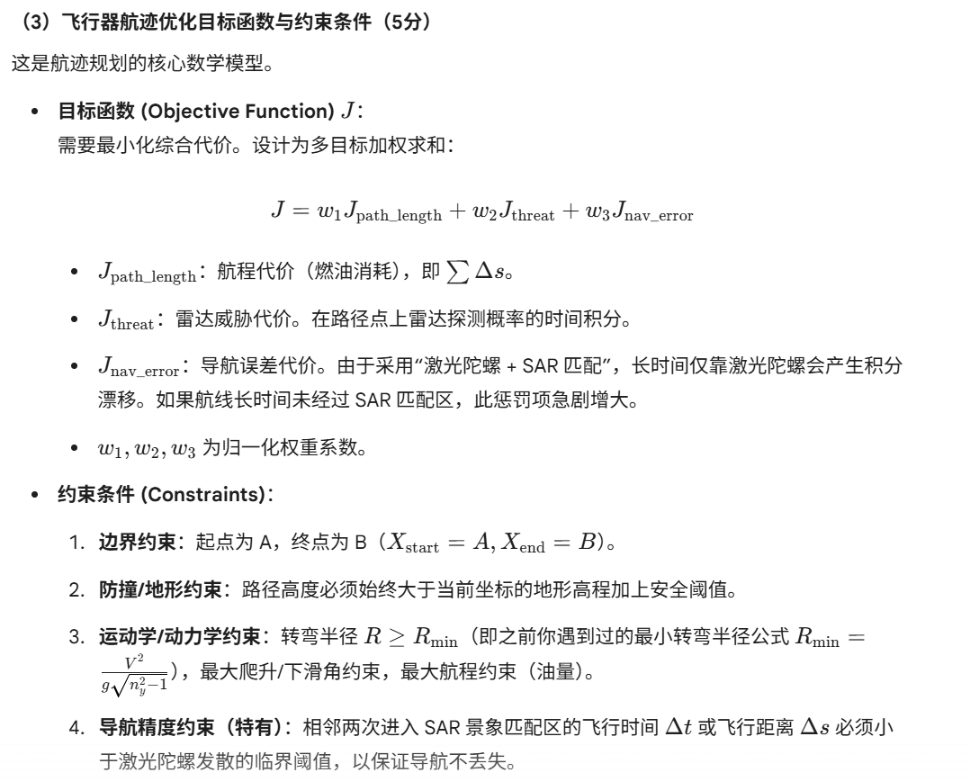 （3）飞行器航迹优化目标函数与约束条件（5分）
这是航迹规划的核心数学模型。
• 目标函数 (Objective Function) J：
需要最小化综合代价。设计为多目标加权求和：
J = w₁J_path_length + w₂J_threat + w₃J_nav_error
• J_path_length：航程代价（燃油消耗），即 ∑ Δs。
• J_threat：雷达威胁代价。在路径点上雷达探测概率的时间积分。
• J_nav_error：导航误差代价。由于采用“激光陀螺 + SAR 匹配”，长时间仅靠激光陀螺会产生积分
漂移。如果航线长时间未经过 SAR 匹配区，此惩罚项急剧增大。
• w₁, w₂, w₃ 为归一化权重系数。
• 约束条件 (Constraints)：
1. 边界约束：起点为 A，终点为 B（X_start = A, X_end = B）。
2. 防撞/地形约束：路径高度必须始终大于当前坐标的地形高程加上安全阈值。
3. 运动学/动力学约束：转弯半径 R ≥ R_min（即之前你遇到过的最小转弯半径公式 R_min =
V²/(g√(n_y²−1))），最大爬升/下滑角约束，最大航程约束（油量）。
4. 导航精度约束（特有）：相邻两次进入 SAR 景象匹配区的飞行时间 Δt 或飞行距离 Δs 必须小
于激光陀螺发散的临界阈值，以保证导航不丢失。